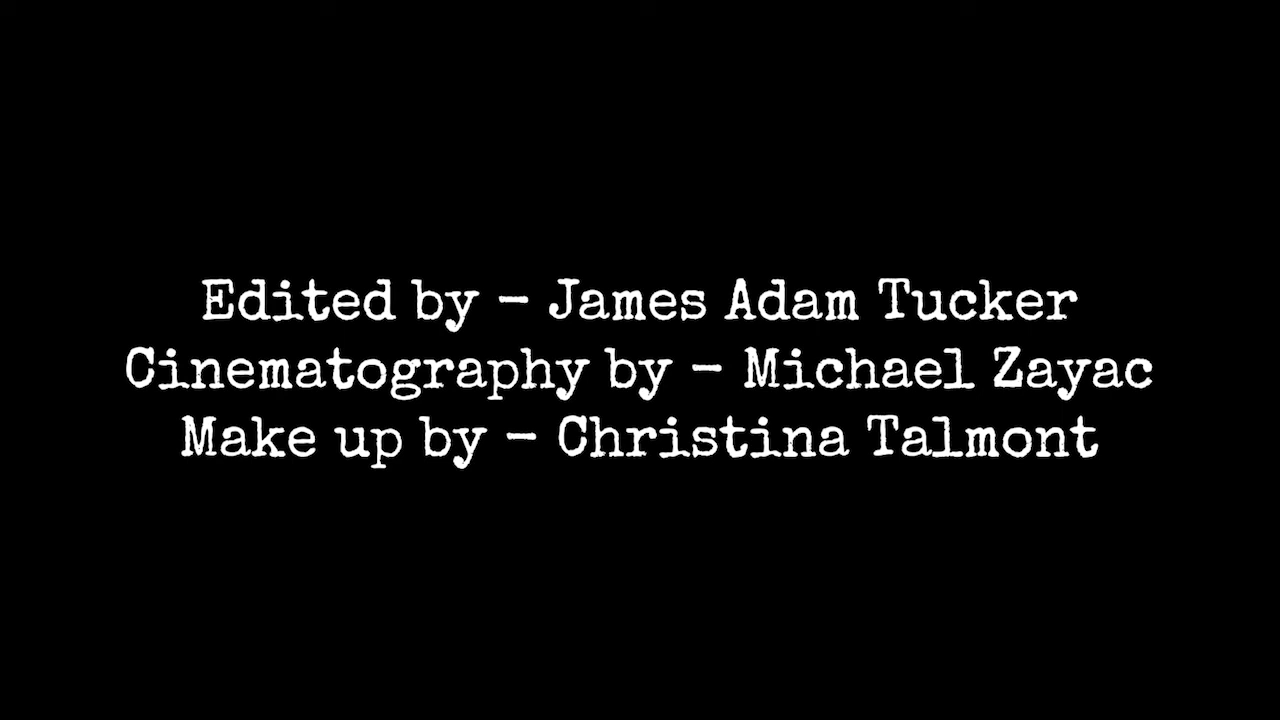 Edited by - James Adam Tucker
Cinematography by - Michael Zayac
Make up by - Christina Talmont